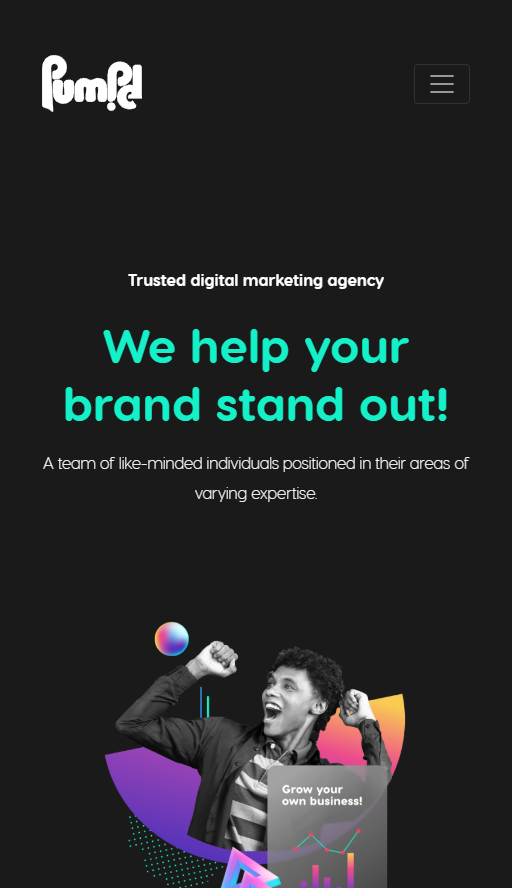 Pump'd
Trusted digital marketing agency
We help your
brand stand out!
A team of like-minded individuals positioned in their areas of
varying expertise.
Grow your
own business!